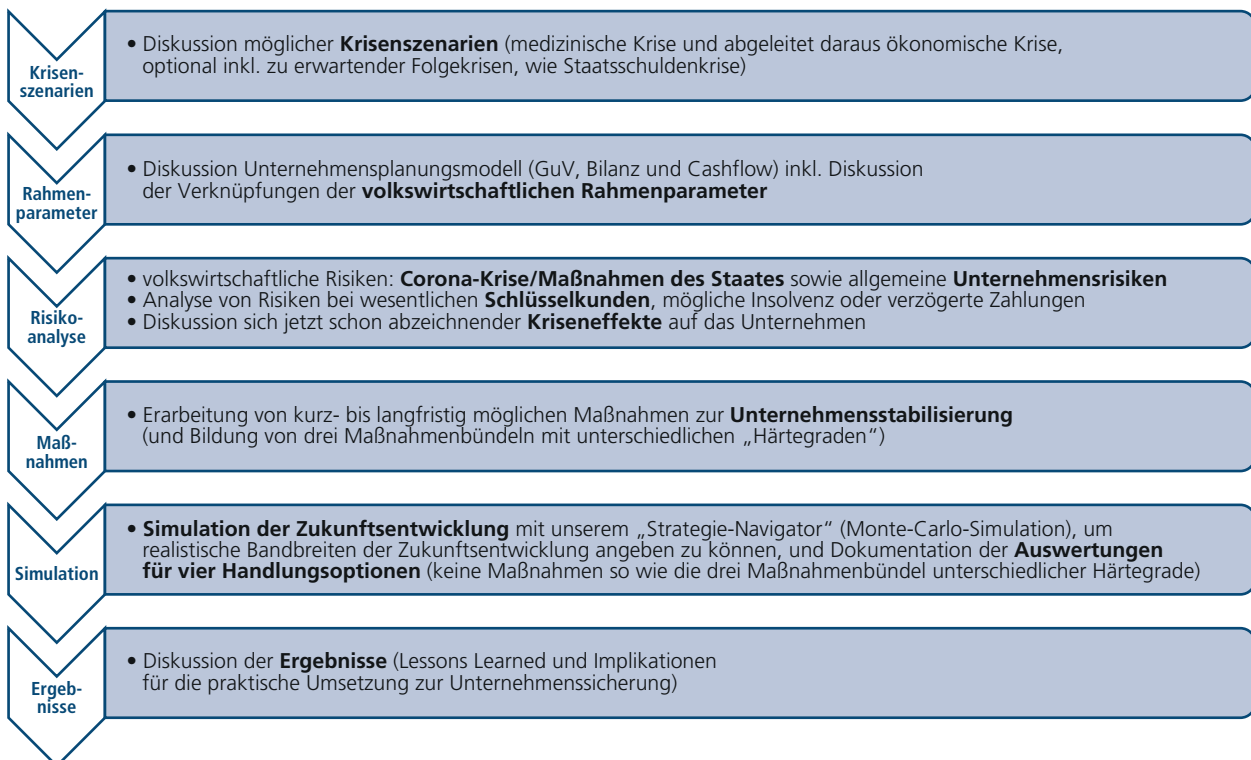 Krisen-
szenarien
• Diskussion möglicher Krisenszenarien (medizinische Krise und abgeleitet daraus ökonomische Krise,
optional inkl. zu erwartender Folgekrisen, wie Staatsschuldenkrise)
Rahmen-
parameter
• Diskussion Unternehmensplanungsmodell (GuV, Bilanz und Cashflow) inkl. Diskussion
der Verknüpfungen der volkswirtschaftlichen Rahmenparameter
Risiko-
analyse
• volkswirtschaftliche Risiken: Corona-Krise/Maßnahmen des Staates sowie allgemeine Unternehmensrisiken
• Analyse von Risiken bei wesentlichen Schlüsselkunden, mögliche Insolvenz oder verzögerte Zahlungen
• Diskussion sich jetzt schon abzeichnender Kriseneffekte auf das Unternehmen
Maß-
nahmen
• Erarbeitung von kurz- bis langfristig möglichen Maßnahmen zur Unternehmensstabilisierung
(und Bildung von drei Maßnahmenbündeln mit unterschiedlichen „Härtegraden“)
Simulation
• Simulation der Zukunftsentwicklung mit unserem „Strategie-Navigator“ (Monte-Carlo-Simulation), um
realistische Bandbreiten der Zukunftsentwicklung angeben zu können, und Dokumentation der Auswertungen
für vier Handlungsoptionen (keine Maßnahmen so wie die drei Maßnahmenbündel unterschiedlicher Härtegrade)
Ergeb-
nisse
• Diskussion der Ergebnisse (Lessons Learned und Implikationen
für die praktische Umsetzung zur Unternehmenssicherung)